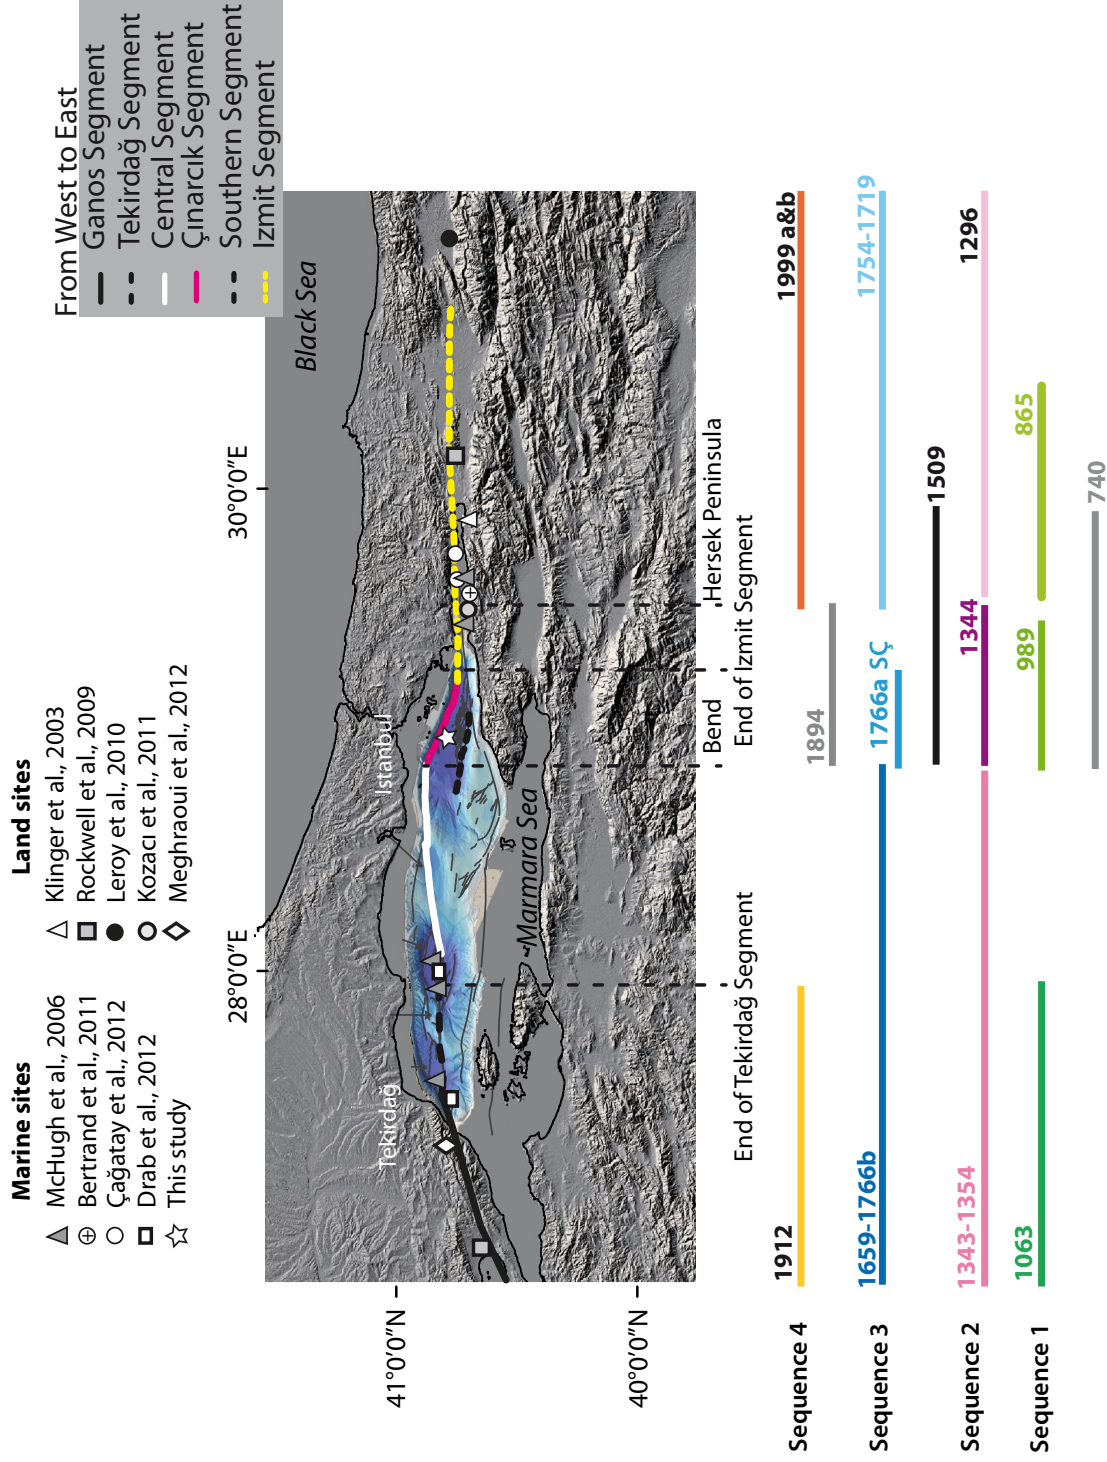 Marine sites
McHugh et al., 2006
Bertrand et al., 2011
Çağatay et al., 2012
Drab et al., 2012
This study
Land sites
Klinger et al., 2003
Rockwell et al., 2009
Leroy et al., 2010
Kozacı et al., 2011
Meghraoui et al., 2012
From West to East
Ganos Segment
Tekirdağ Segment
Central Segment
Çınarcık Segment
Southern Segment
Izmit Segment
28°0'0"E
30°0'0"E
41°0'0"N
40°0'0"N
Black Sea
Istanbul
Tekirdağ
Marmara Sea
End of Tekirdağ Segment
Bend
End of Izmit Segment
Hersek Peninsula
Sequence 4
1912
1999 a&b
1894
Sequence 3
1659-1766b
1754-1719
1766a SÇ
1509
Sequence 2
1343-1354
1344
1296
Sequence 1
1063
989
865
740